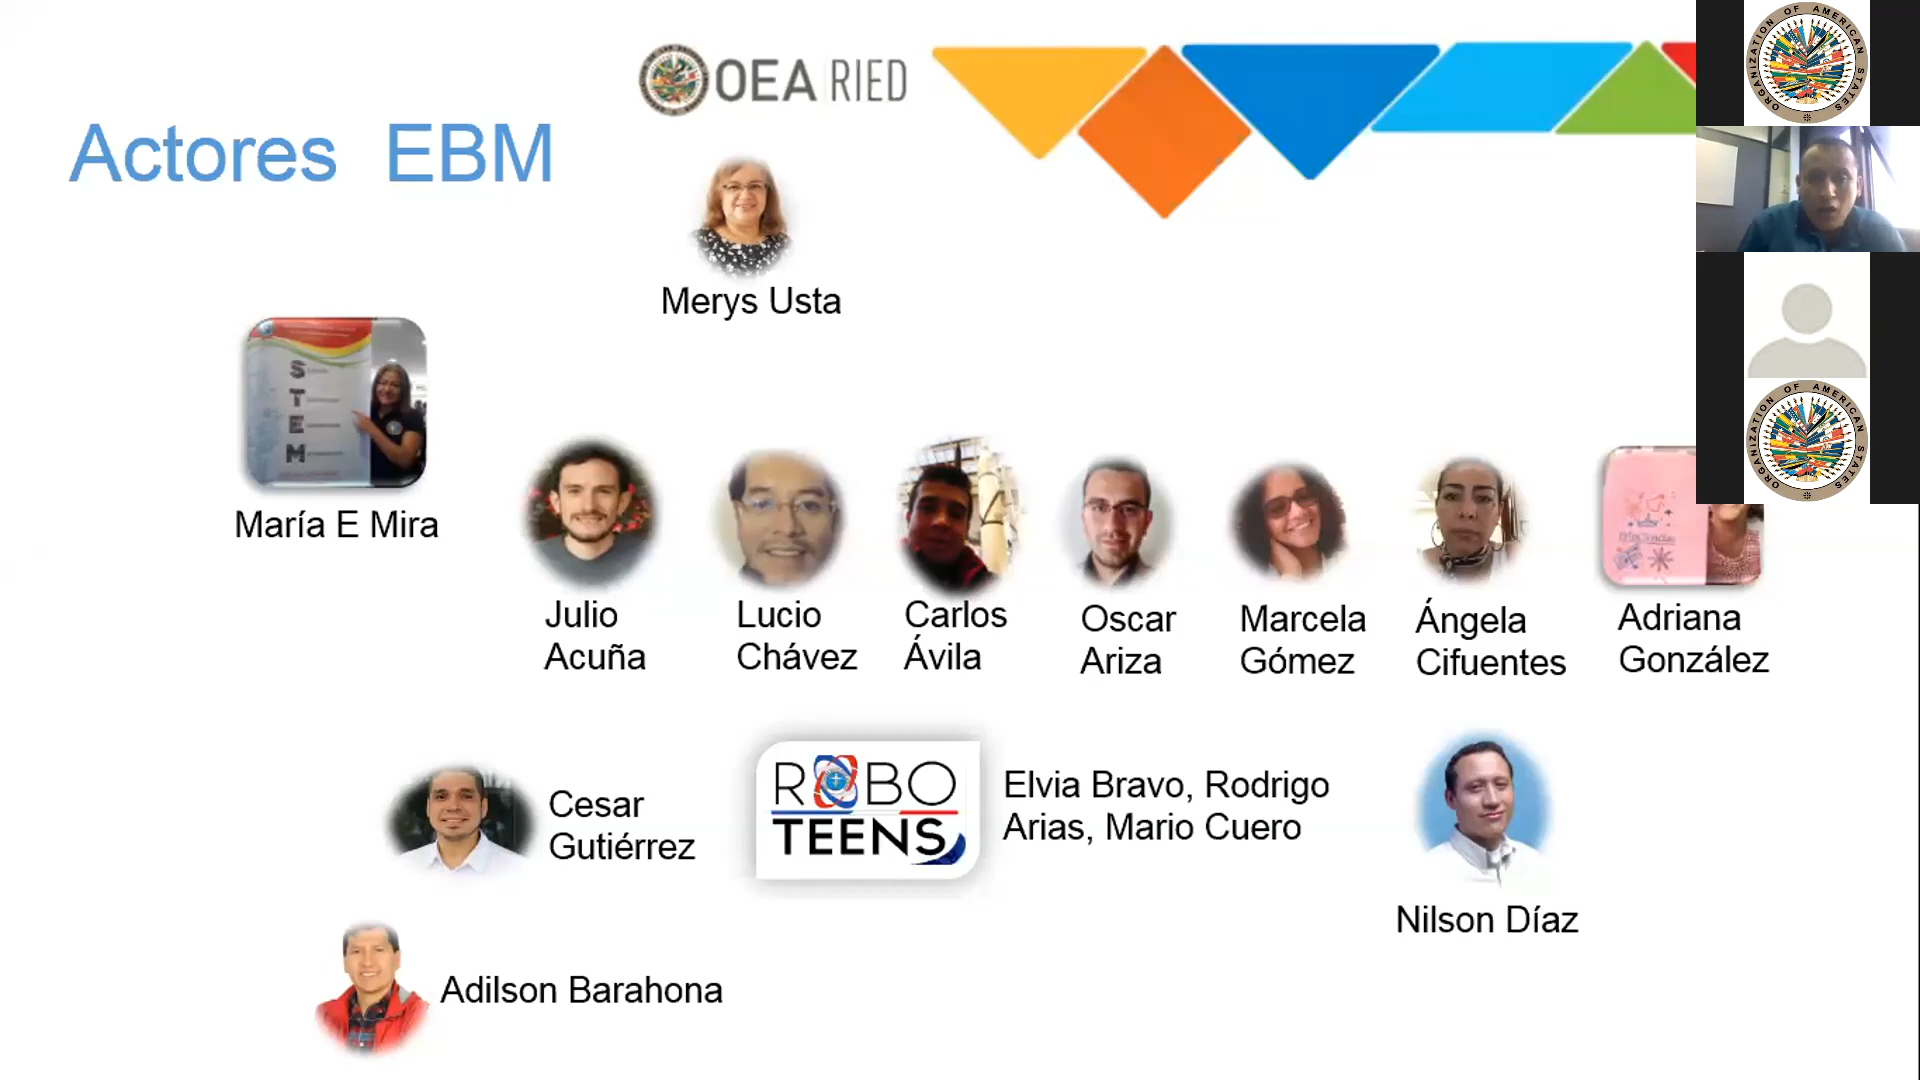 OEA RIED
Actores EBM
Merys Usta
S
T
E
M
María E Mira
Julio
Acuña
Lucio
Chávez
Carlos
Ávila
Oscar
Ariza
Marcela
Gómez
Ángela
Cifuentes
Adriana
González
ROBO
TEENS
Cesar
Gutiérrez
Elvia Bravo, Rodrigo
Arias, Mario Cuero
Nilson Díaz
Adilson Barahona
ORGANIZATION OF AMERICAN STATES
ORGANIZATION OF AMERICAN STATES